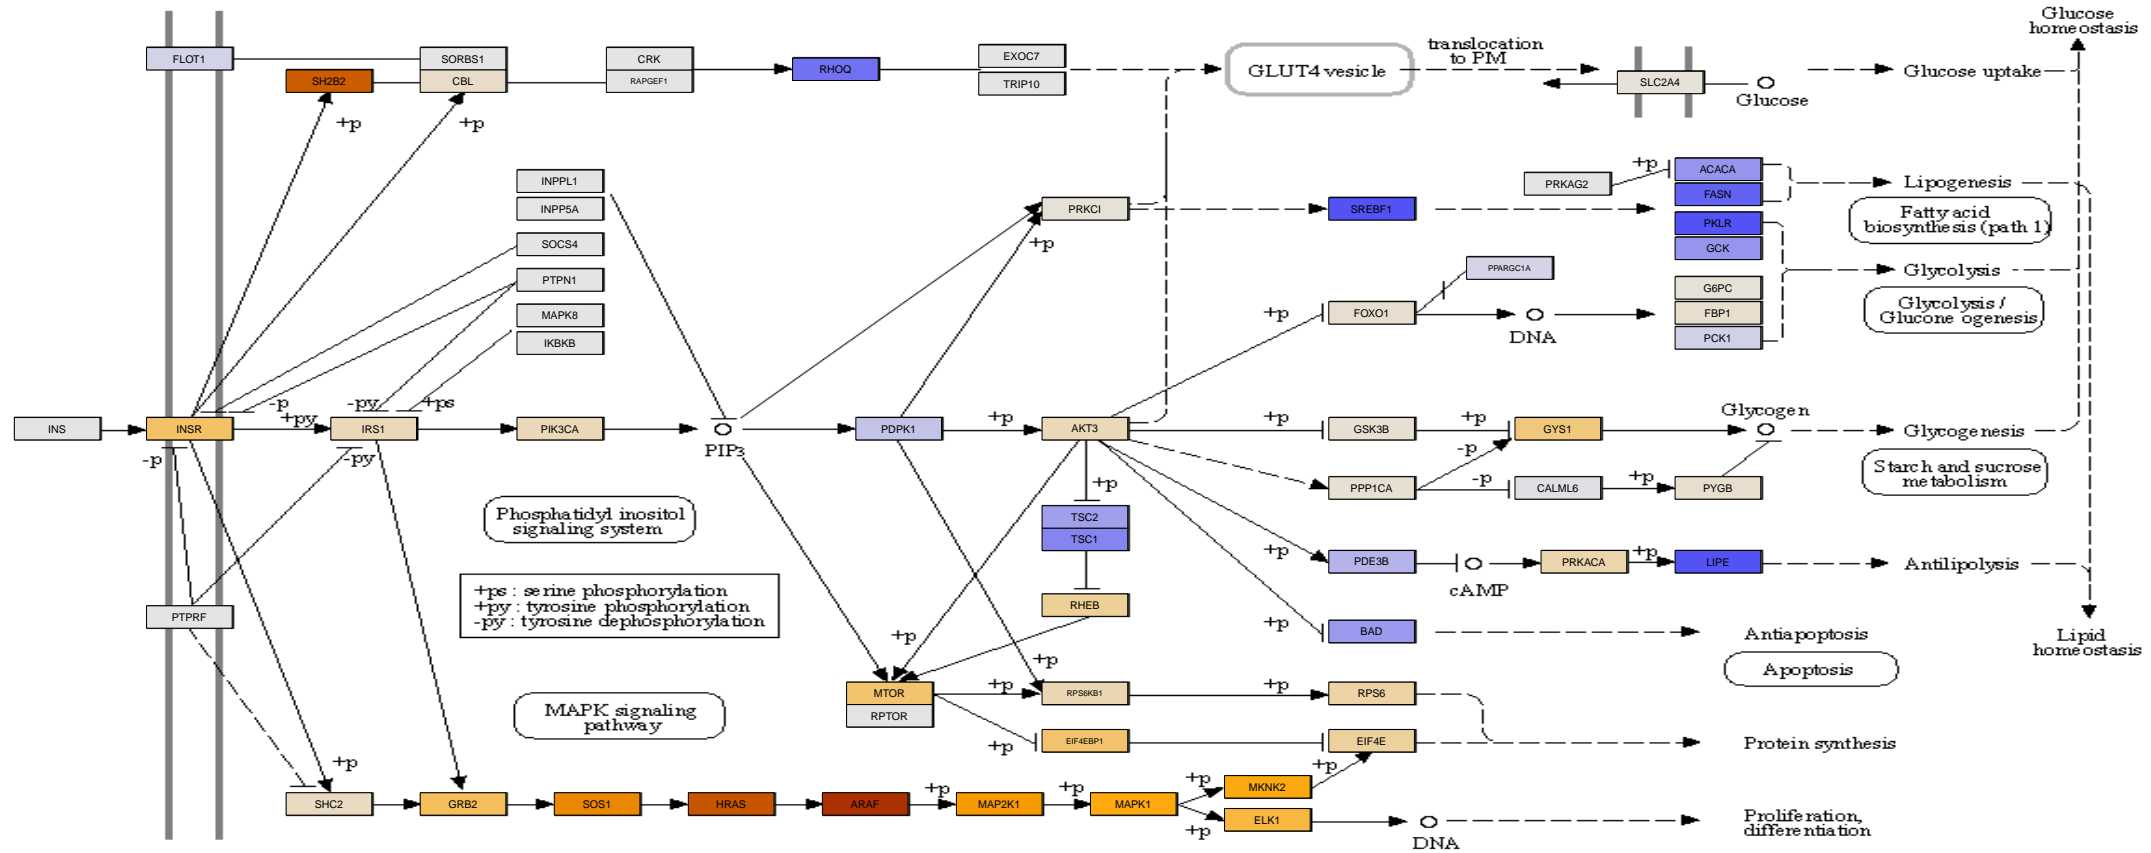 Glucose
homeostasis
FLOT1
SORBS1
CRK
EXOC7
translocation
to PM
SH2B2
CBL
RAPGEF1
RHOQ
TRIP10
GLUT4 vesicle
SLC2A4
Glucose
Glucose uptake
+p
+p
INPPL1
INPP5A
SOCS4
PTPN1
MAPK8
IKBKB
PRKCI
+p
SREBF1
PRKAG2
+p
ACACA
FASN
PKLR
GCK
Lipogenesis
Fatty acid
biosynthesis (path 1)
PPARGC1A
G6PC
FBP1
PCK1
Glycolysis
Glycolysis /
Glucone ogenesis
+p
FOXO1
DNA
INS
INSR
-p
+py
-p
-py
+ps
IRS1
-py
PIK3CA
PIP3
PDPK1
+p
AKT3
+p
GSK3B
+p
GYS1
Glycogen
Glycogenesis
-p
PPP1CA
-p
CALML6
+p
PYGB
Starch and sucrose
metabolism
Phosphatidyl inositol
signaling system
+p
TSC2
TSC1
+p
PDE3B
cAMP
PRKACA
+p
LIPE
Antilipolysis
+ps : serine phosphorylation
+py : tyrosine phosphorylation
-py : tyrosine dephosphorylation
PTPRF
RHEB
+p
+p
BAD
Antiapoptosis
Apoptosis
Lipid
homeostasis
MAPK signaling
pathway
MTOR
RPTOR
+p
+p
RPS6KB1
+p
RPS6
+p
EIF4EBP1
EIF4E
Protein synthesis
+p
SHC2
GRB2
SOS1
HRAS
ARAF
+p
MAP2K1
+p
MAPK1
+p
+p
MKNK2
+p
ELK1
DNA
Proliferation,
differentiation